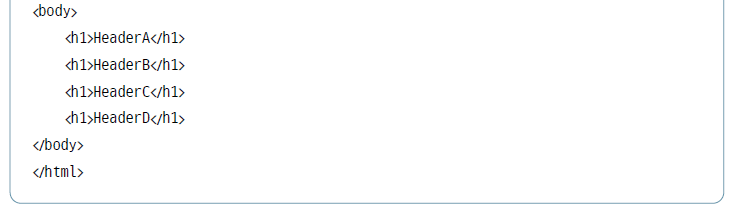 <body>
<h1>HeaderA</h1>
<h1>HeaderB</h1>
<h1>HeaderC</h1>
<h1>HeaderD</h1>
</body>
</html>